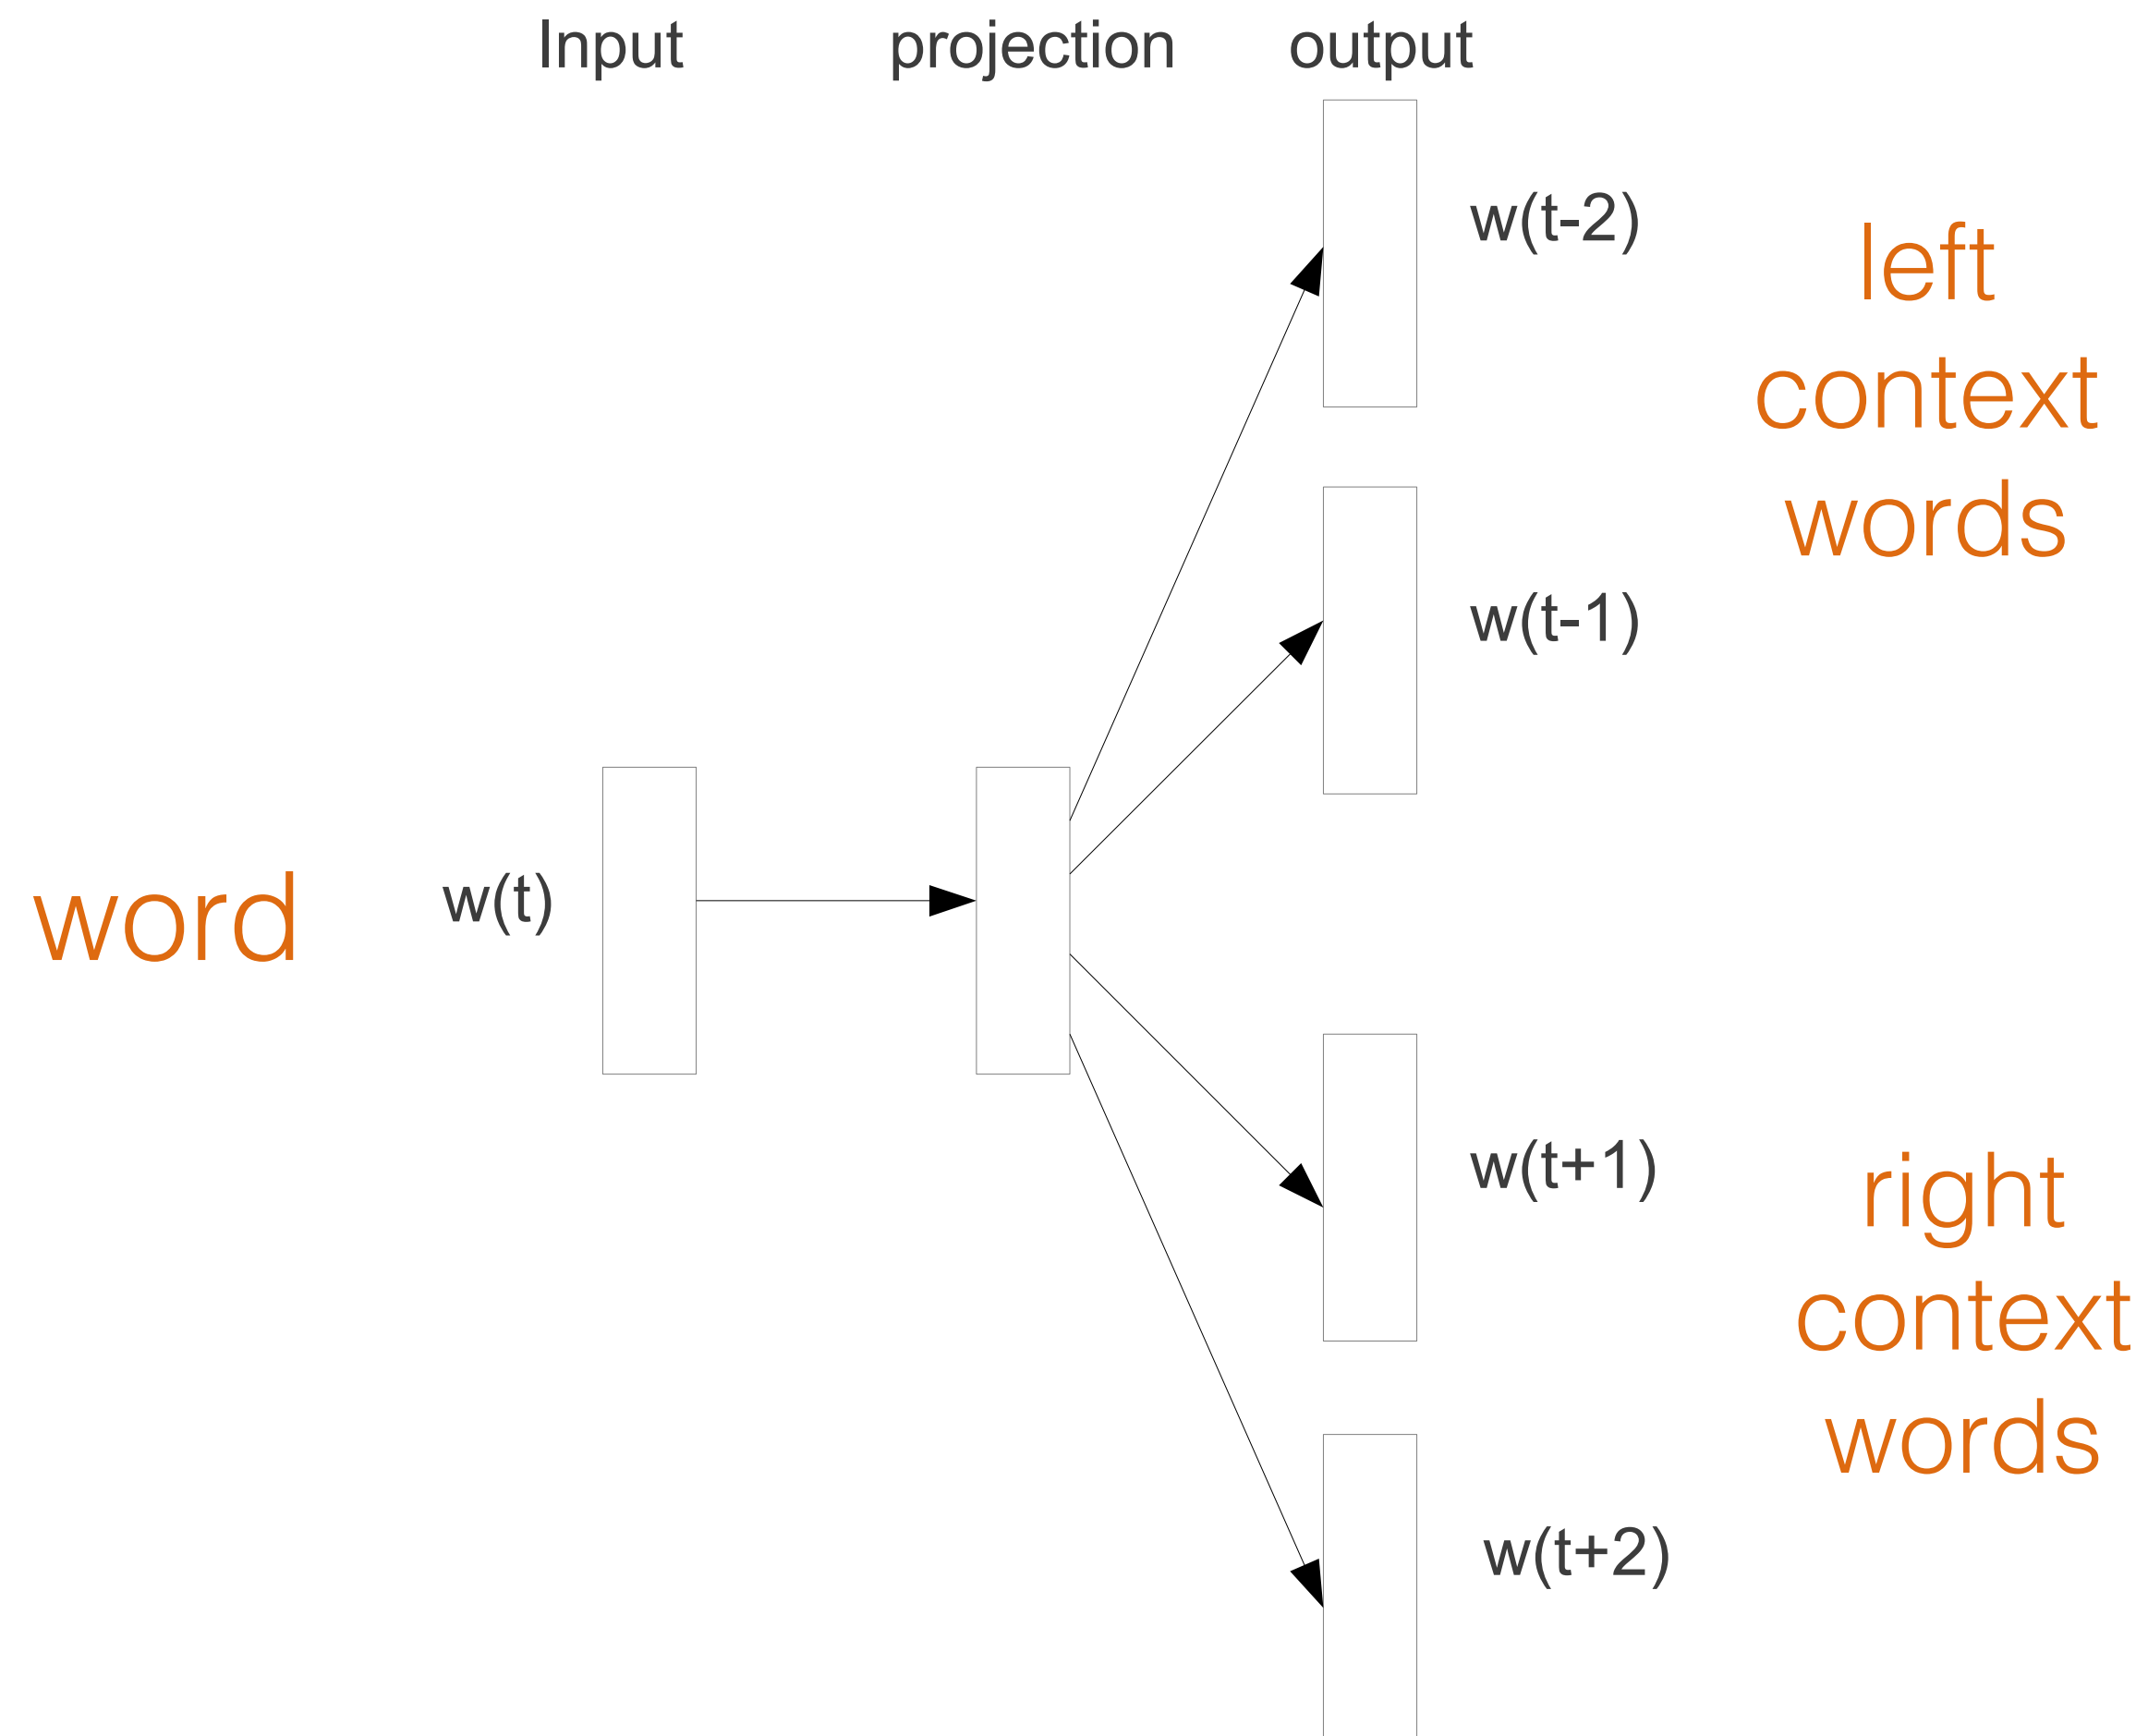 Input projection output
w(t-2)
left
context
words
w(t-1)
word
w(t)
w(t+1)
right
context
words
w(t+2)